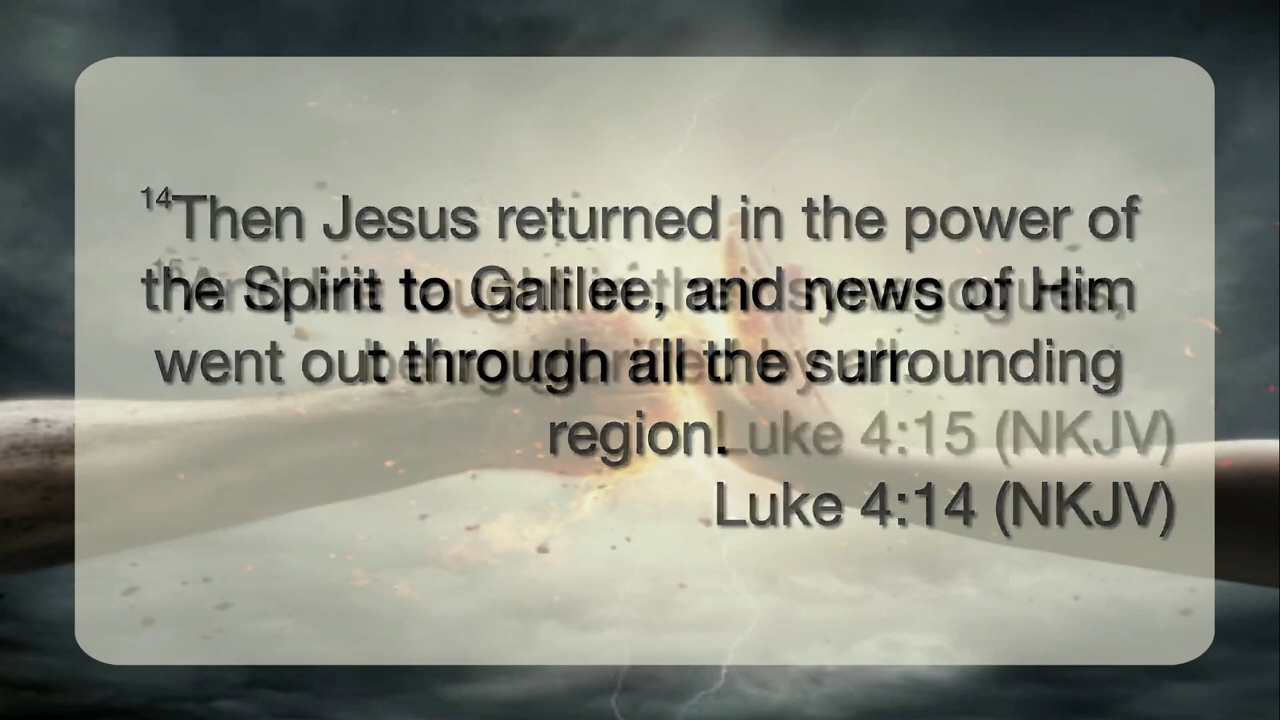 14Then Jesus returned in the power of
the Spirit to Galilee, and news of Him
went out through all the surrounding
region.
Luke 4:15 (NKJV)
Luke 4:14 (NKJV)